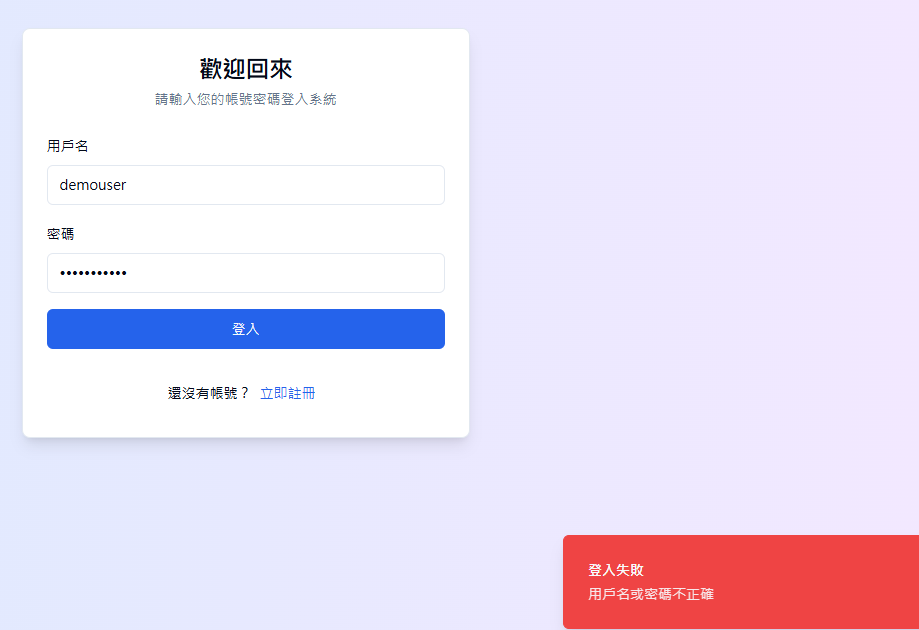 歡迎回來
請輸入您的帳號密碼登入系統
用戶名
demouser
密碼
•••••••••••
登入
還沒有帳號？ 立即註冊
登入失敗
用戶名或密碼不正確